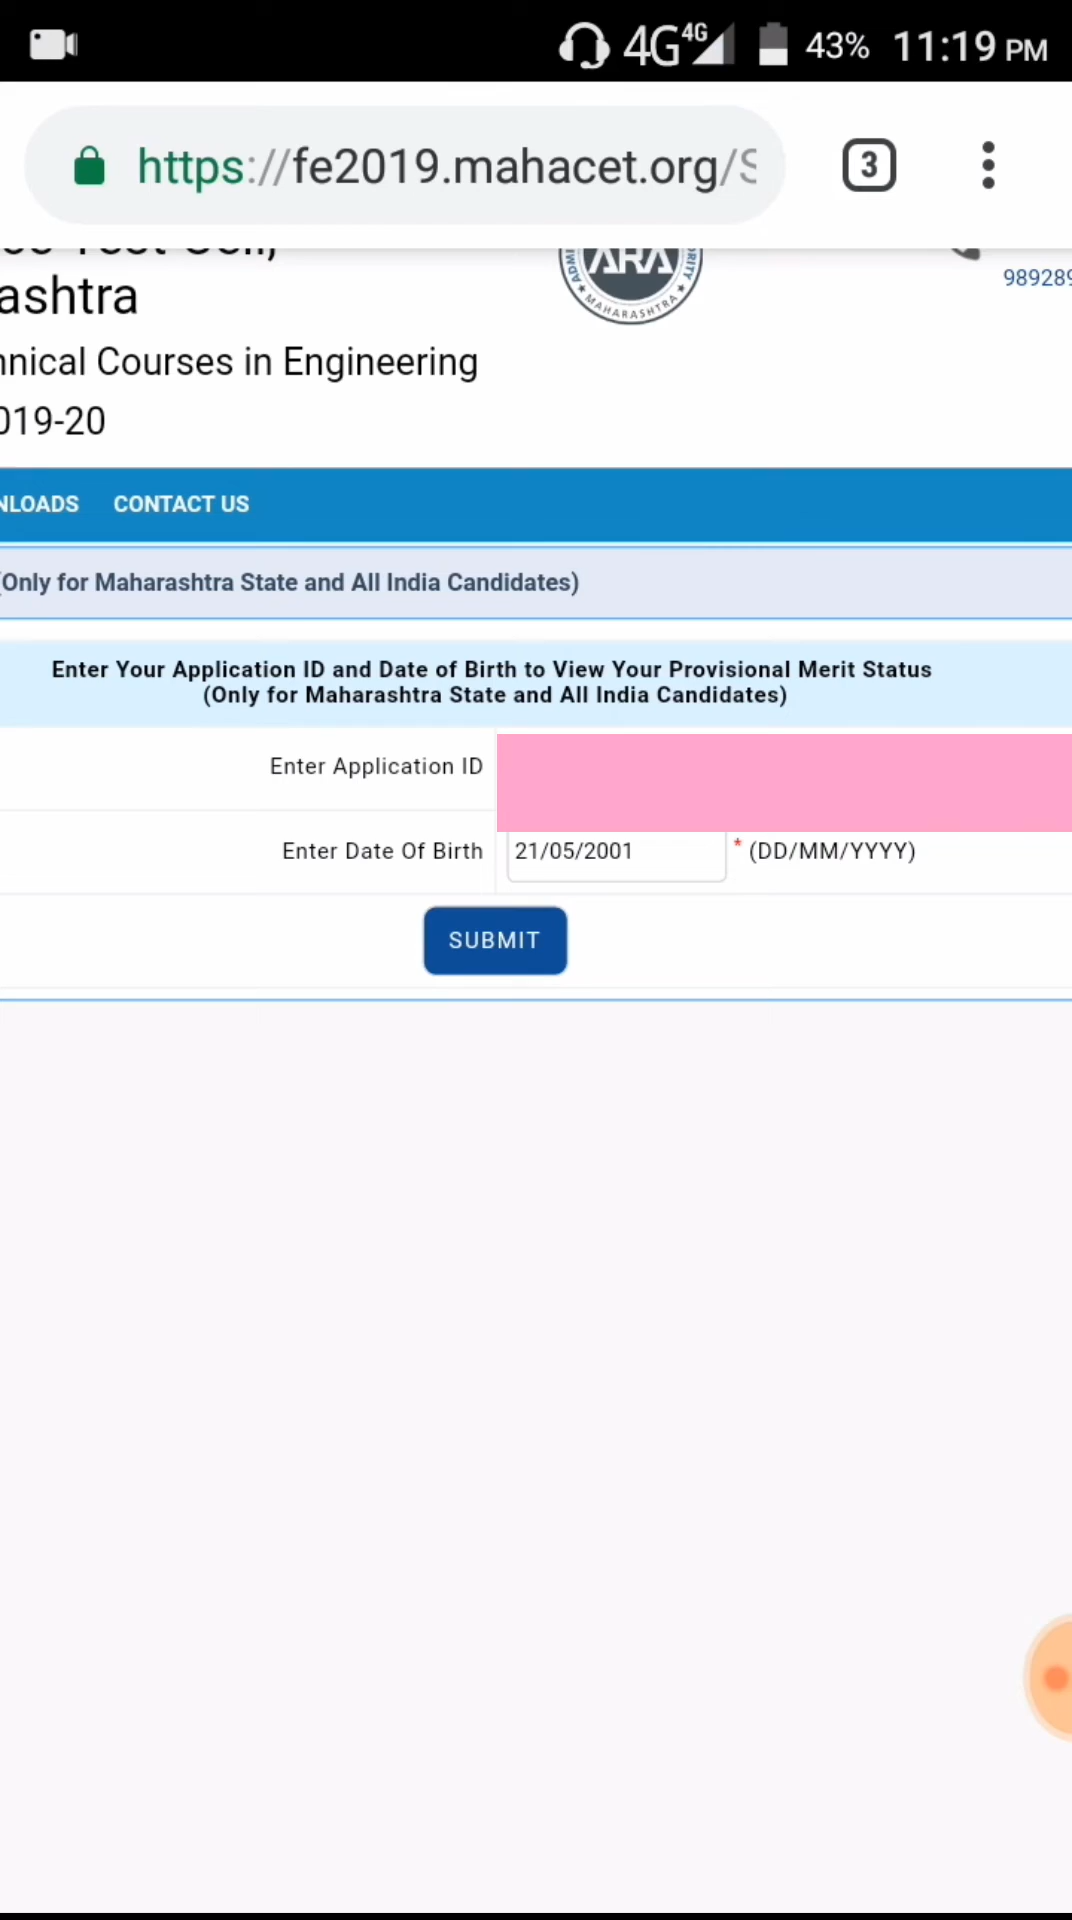 4G 4G 43% 11:19 PM
https://fe2019.mahacet.org/S
3
ashtra
ARA
MAHARASHTRA
989289
nnical Courses in Engineering
019-20
NLOADS CONTACT US
(Only for Maharashtra State and All India Candidates)
Enter Your Application ID and Date of Birth to View Your Provisional Merit Status
(Only for Maharashtra State and All India Candidates)
Enter Application ID
Enter Date Of Birth 21/05/2001 * (DD/MM/YYYY)
SUBMIT